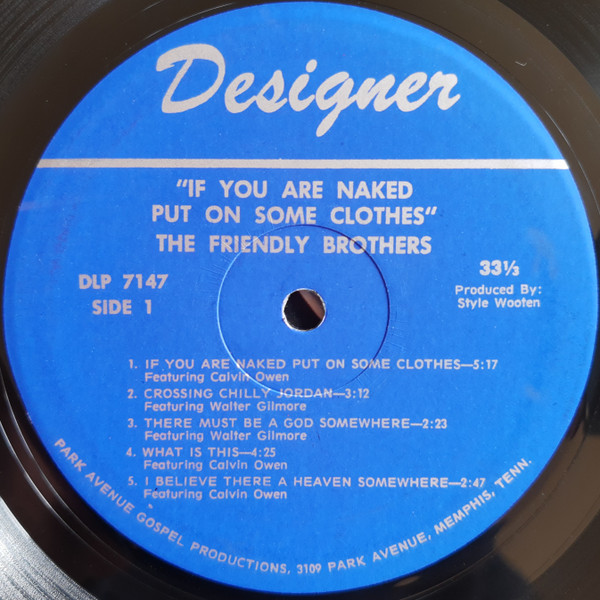 Designer
"IF YOU ARE NAKED
PUT ON SOME CLOTHES"
THE FRIENDLY BROTHERS
DLP 7147
SIDE 1
33⅓
Produced By:
Style Wooten
1. IF YOU ARE NAKED PUT ON SOME CLOTHES—5:17
Featuring Calvin Owen
2. CROSSING CHILLY JORDAN—3:12
Featuring Walter Gilmore
3. THERE MUST BE A GOD SOMEWHERE—2:23
Featuring Walter Gilmore
4. WHAT IS THIS—4:25
Featuring Calvin Owen
5. I BELIEVE THERE A HEAVEN SOMEWHERE—2:47
Featuring Calvin Owen
PARK AVENUE GOSPEL PRODUCTIONS, 3109 PARK AVENUE, MEMPHIS, TENN.